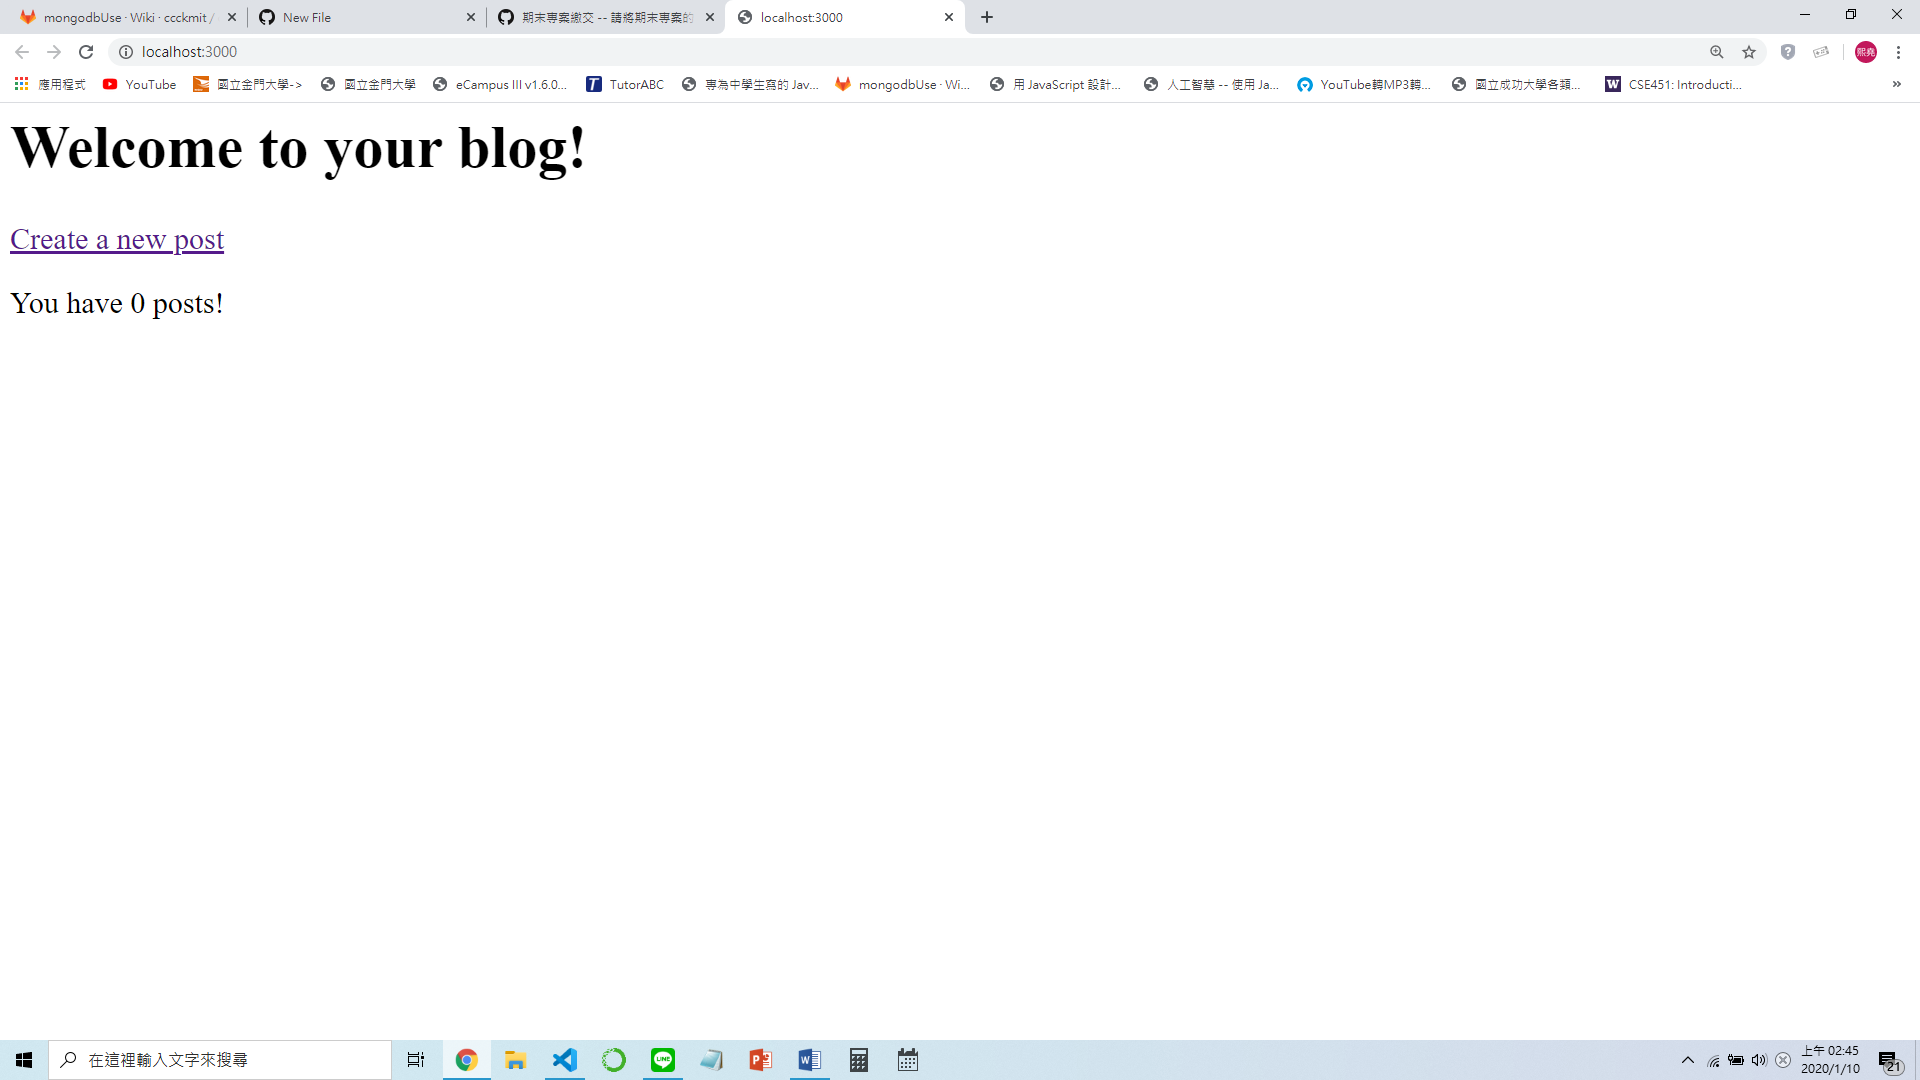 mongodbUse · Wiki · ccckmit /
New File
期末專案繳交 -- 請將期末專案的
localhost:3000
localhost:3000
熙堯
應用程式
YouTube
國立金門大學->
國立金門大學
eCampus III v1.6.0...
TutorABC
專為中學生寫的 Jav...
mongodbUse · Wi...
用 JavaScript 設計...
人工智慧 -- 使用 Ja...
YouTube轉MP3轉...
國立成功大學各類...
CSE451: Introducti...
»
Welcome to your blog!
Create a new post
You have 0 posts!
在這裡輸入文字來搜尋
上午 02:45
2020/1/10
21